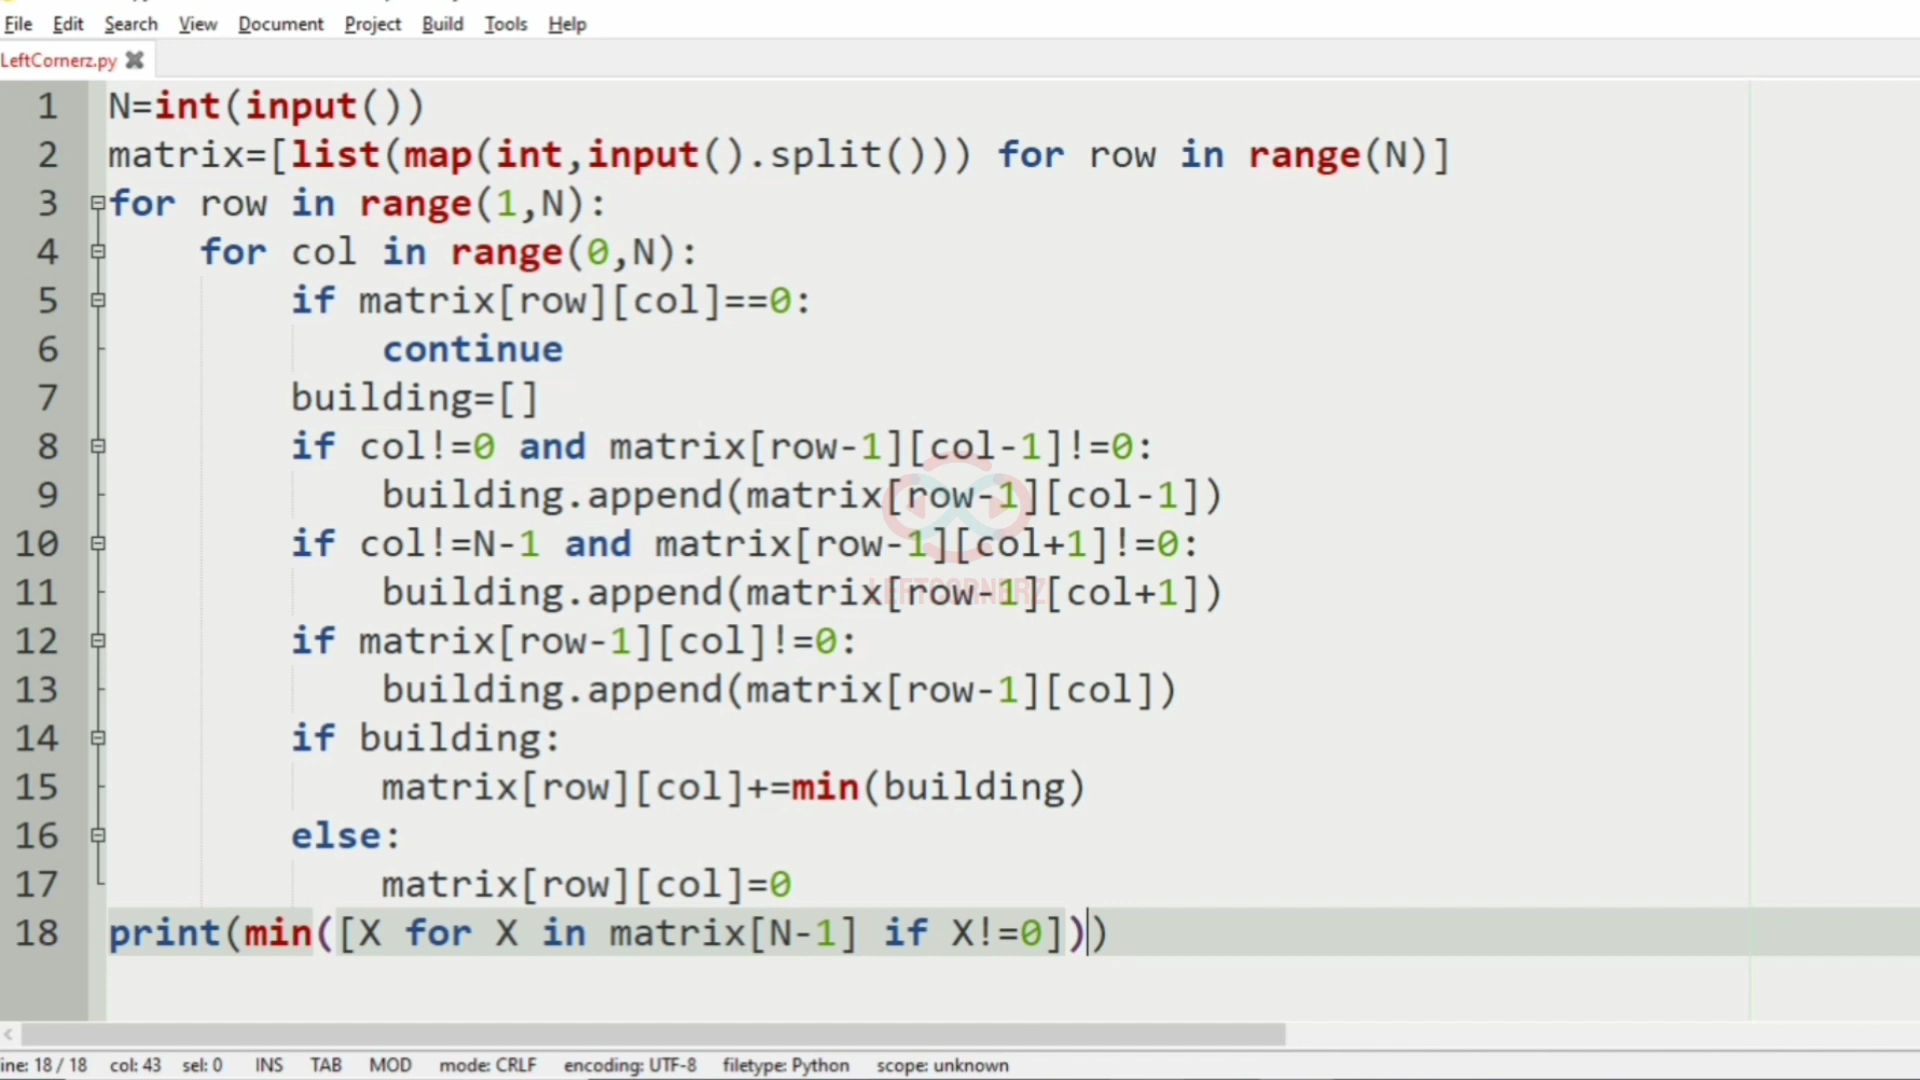 File Edit Search View Document Project Build Tools Help
LeftCornerz.py
1 N=int(input())
2 matrix=[list(map(int,input().split())) for row in range(N)]
3 for row in range(1,N):
4 for col in range(0,N):
5 if matrix[row][col]==0:
6 continue
7 building=[]
8 if col!=0 and matrix[row-1][col-1]!=0:
9 building.append(matrix[row-1][col-1])
10 if col!=N-1 and matrix[row-1][col+1]!=0:
11 building.append(matrix[row-1][col+1])
LEFTCORNERZ
12 if matrix[row-1][col]!=0:
13 building.append(matrix[row-1][col])
14 if building:
15 matrix[row][col]+=min(building)
16 else:
17 matrix[row][col]=0
18 print(min([X for X in matrix[N-1] if X!=0]))
ine: 18 / 18 col: 43 sel: 0 INS TAB MOD mode: CRLF encoding: UTF-8 filetype: Python scope: unknown